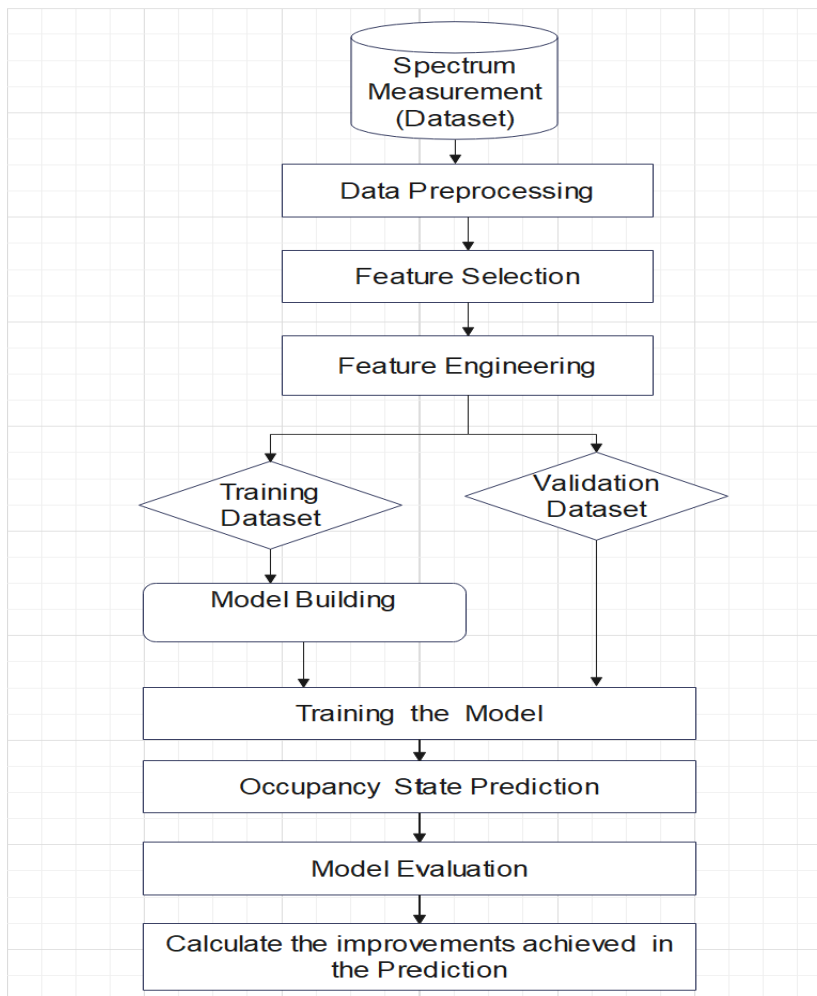 Spectrum
Measurement
(Dataset)
Data Preprocessing
Feature Selection
Feature Engineering
Training
Dataset
Validation
Dataset
Model Building
Training the Model
Occupancy State Prediction
Model Evaluation
Calculate the improvements achieved in
the Prediction